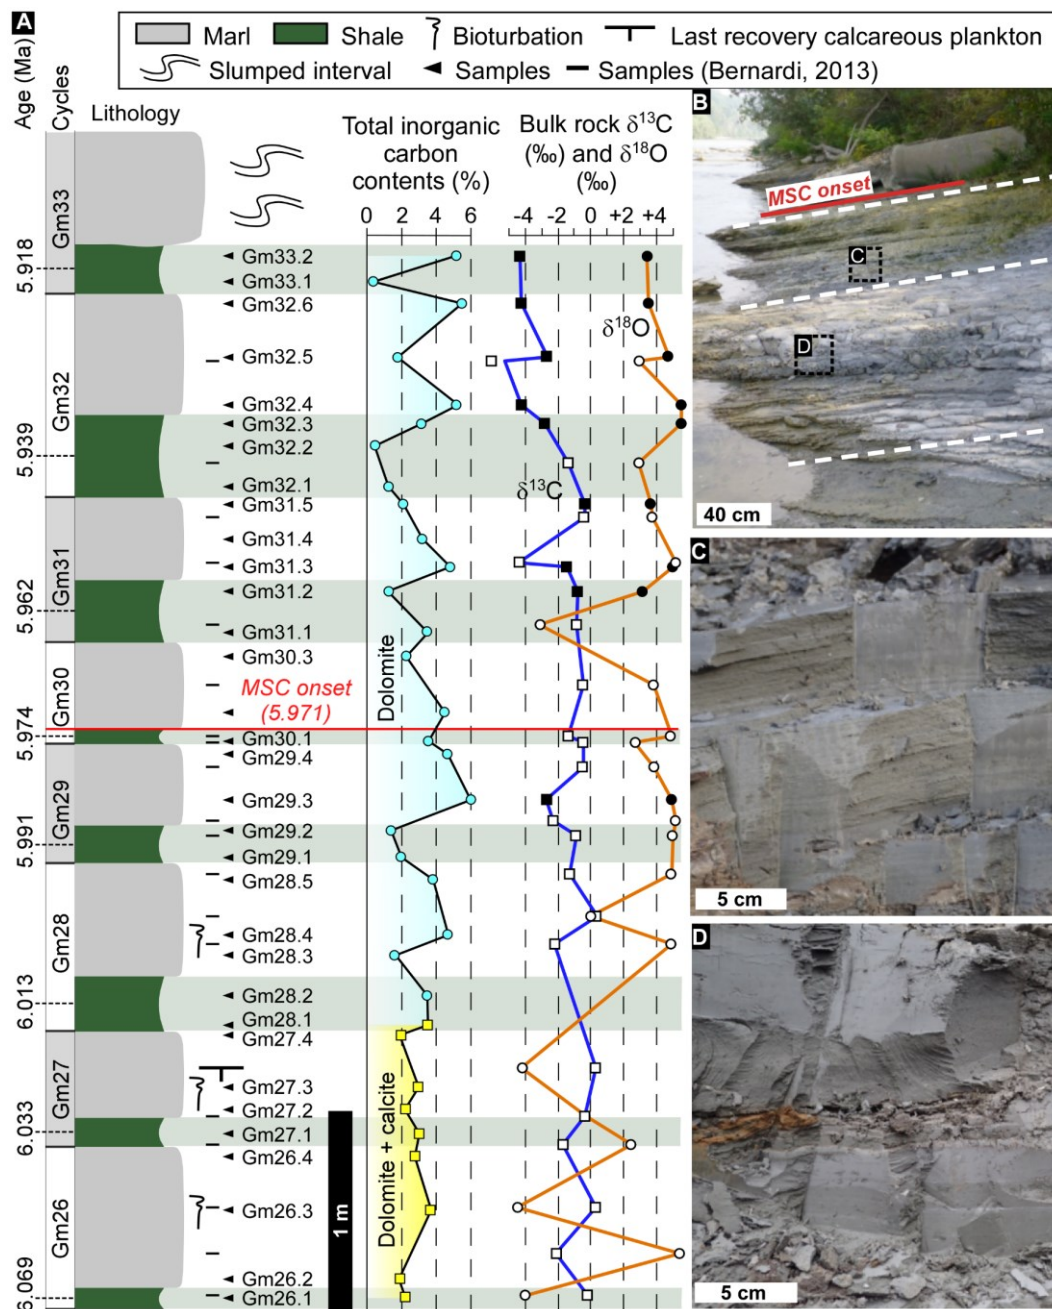 A
Marl Shale Bioturbation Last recovery calcareous plankton
Slumped interval Samples Samples (Bernardi, 2013)
Age (Ma)
Cycles
Lithology
Total inorganic
carbon
contents (%)
0 2 4 6 8
Bulk rock δ13C
(‰) and δ18O
(‰)
-4 -2 0 +2 +4
Gm33
5.918
Gm32
5.939
Gm31
5.962
Gm30
5.974
Gm29
5.991
Gm28
6.013
Gm27
6.033
Gm26
6.069
Gm33.2
Gm33.1
Gm32.6
Gm32.5
Gm32.4
Gm32.3
Gm32.2
Gm32.1
Gm31.5
Gm31.4
Gm31.3
Gm31.2
Gm31.1
Gm30.3
MSC onset
(5.971)
Gm30.1
Gm29.4
Gm29.3
Gm29.2
Gm29.1
Gm28.5
Gm28.4
Gm28.3
Gm28.2
Gm28.1
Gm27.4
Gm27.3
Gm27.2
Gm27.1
Gm26.4
Gm26.3
Gm26.2
Gm26.1
1 m
Dolomite
Dolomite + calcite
δ18O
δ13C
B
MSC onset
C
D
40 cm
C
5 cm
D
5 cm